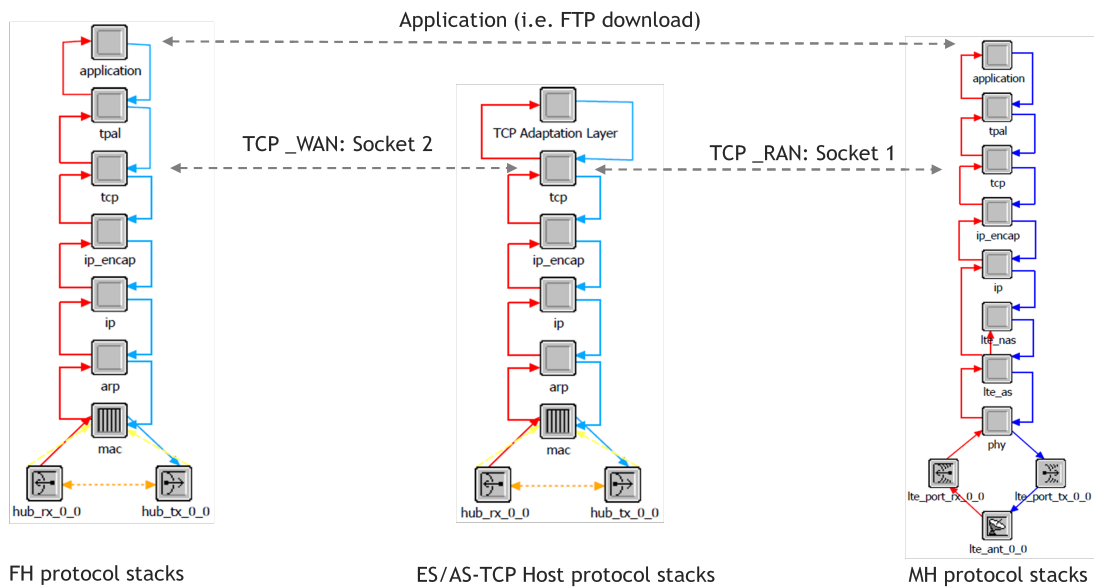 Application (i.e. FTP download)
application
tpal
tcp
ip_encap
ip
arp
mac
hub_rx_0_0
hub_tx_0_0
FH protocol stacks
TCP _WAN: Socket 2
TCP Adaptation Layer
tcp
ip_encap
ip
arp
mac
hub_rx_0_0
hub_tx_0_0
ES/AS-TCP Host protocol stacks
TCP _RAN: Socket 1
application
tpal
tcp
ip_encap
ip
lte_nas
lte_as
phy
lte_port_rx_0_0
lte_port_tx_0_0
lte_ant_0_0
MH protocol stacks